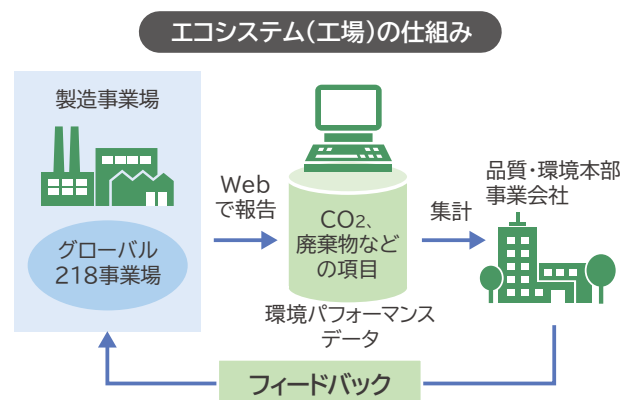 エコシステム(工場)の仕組み
製造事業場
グローバル
218事業場
Web
で報告
CO2、
廃棄物など
の項目
環境パフォーマンス
データ
集計
品質・環境本部
事業会社
フィードバック